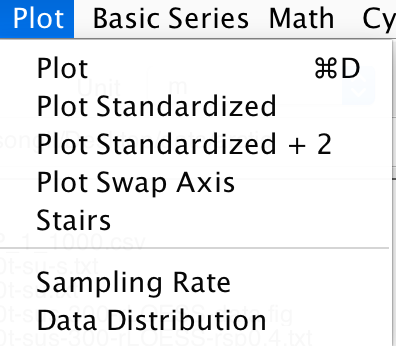 Plot Basic Series Math Cy
Plot ⌘D
Plot Standardized
Plot Standardized + 2
Plot Swap Axis
Stairs
Sampling Rate
Data Distribution